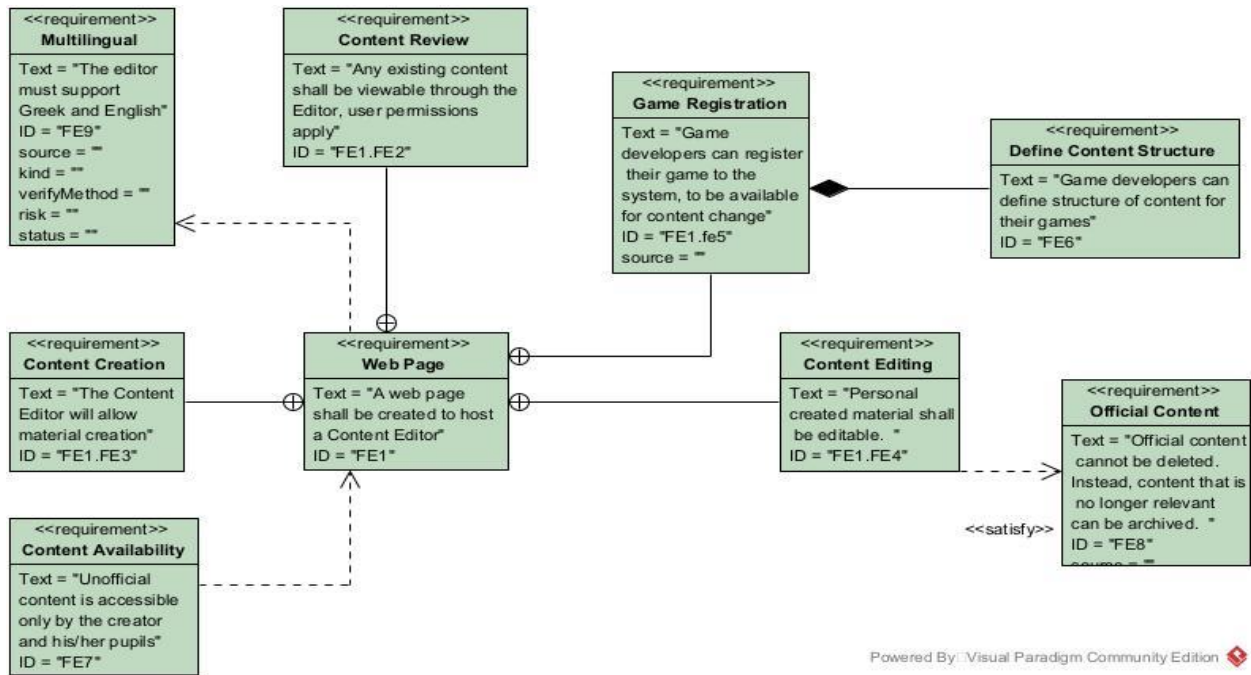 <<requirement>>
Multilingual
Text = "The editor
must support
Greek and English"
ID = "FE9"
source = ""
kind = ""
verifyMethod = ""
risk = ""
status = ""
<<requirement>>
Content Review
Text = "Any existing content
shall be viewable through the
Editor, user permissions
apply"
ID = "FE1.FE2"
<<requirement>>
Game Registration
Text = "Game
developers can register
their game to the
system, to be available
for content change"
ID = "FE1.fe5"
source = ""
<<requirement>>
Define Content Structure
Text = "Game developers can
define structure of content for
their games"
ID = "FE6"
<<requirement>>
Content Creation
Text = "The Content
Editor will allow
material creation"
ID = "FE1.FE3"
<<requirement>>
Web Page
Text = "A web page
shall be created to host
a Content Editor"
ID = "FE1"
<<requirement>>
Content Editing
Text = "Personal
created material shall
be editable. "
ID = "FE1.FE4"
<<requirement>>
Official Content
Text = "Official content
cannot be deleted.
Instead, content that is
no longer relevant
can be archived. "
ID = "FE8"
source = ""
<<satisfy>>
<<requirement>>
Content Availability
Text = "Unofficial
content is accessible
only by the creator
and his/her pupils"
ID = "FE7"
Powered By Visual Paradigm Community Edition